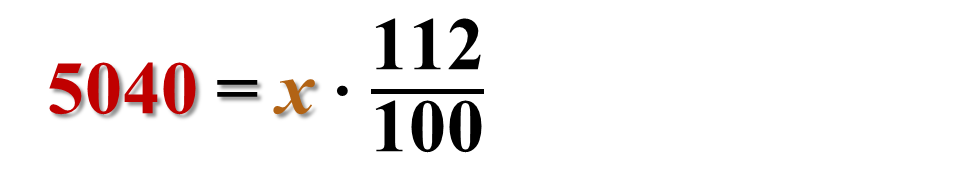 5040 = x · 112/100